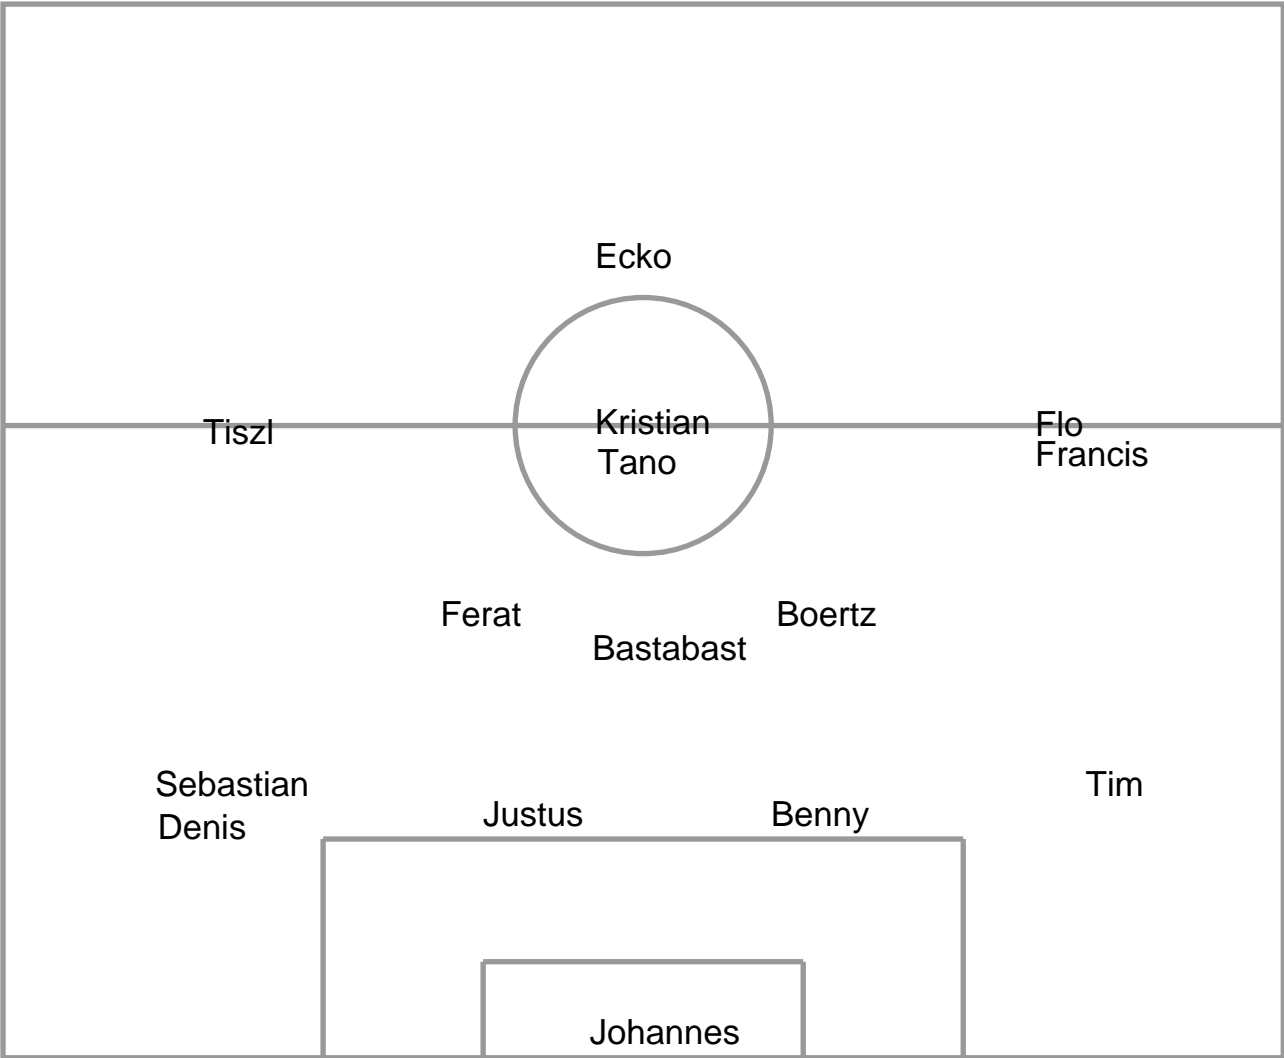 Ecko
Tiszl
Kristian
Tano
Flo
Francis
Ferat
Bastabast
Boertz
Sebastian
Denis
Justus
Benny
Tim
Johannes